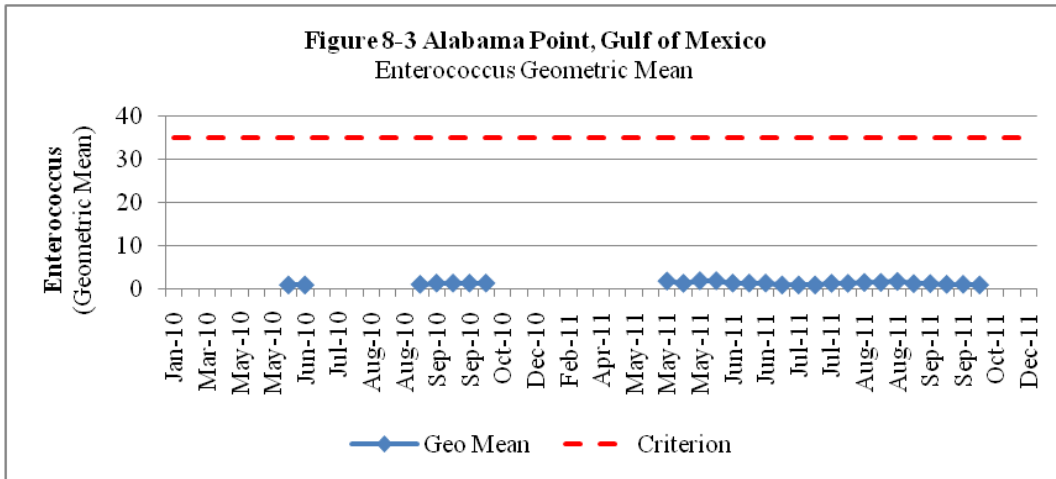 Figure 8-3 Alabama Point, Gulf of Mexico
Enterococcus Geometric Mean
Enterococcus
(Geometric Mean)
40
30
20
10
0
Jan-10
Mar-10
May-10
May-10
Jun-10
Jul-10
Aug-10
Aug-10
Sep-10
Sep-10
Oct-10
Dec-10
Feb-11
Apr-11
May-11
May-11
May-11
Jun-11
Jun-11
Jul-11
Jul-11
Aug-11
Aug-11
Sep-11
Sep-11
Oct-11
Dec-11
Geo Mean
Criterion